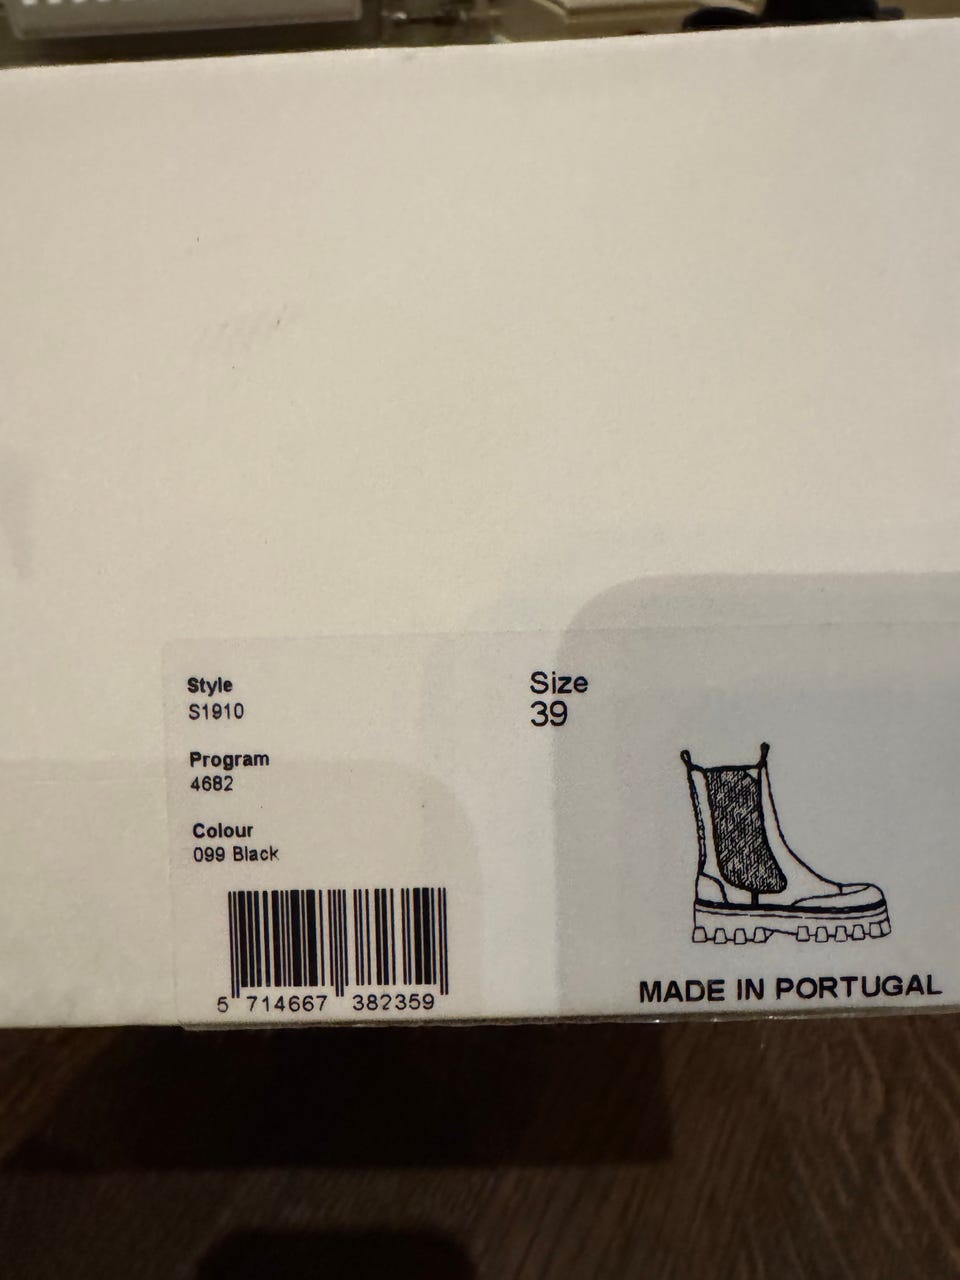 Style
S1910
Size
39
Program
4682
Colour
099 Black
5 714667 382359
MADE IN PORTUGAL